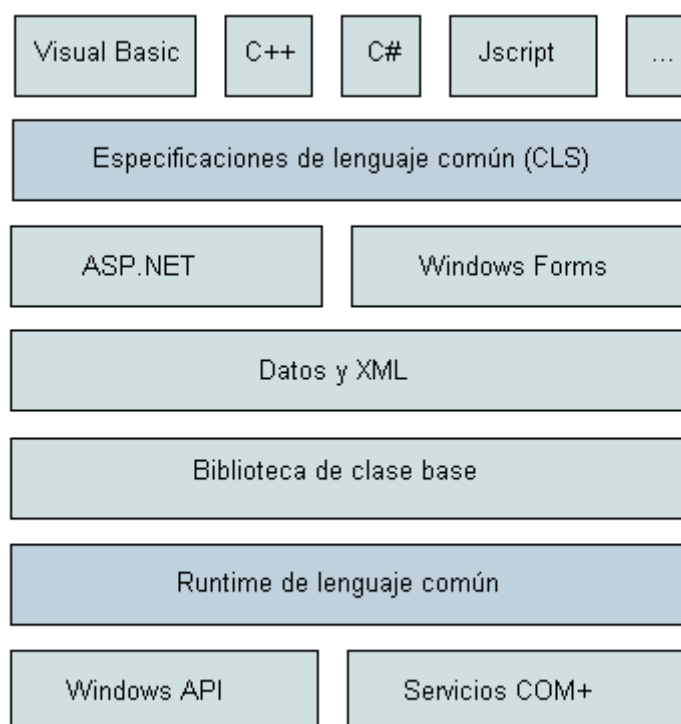 Visual Basic
C++
C#
Jscript
...
Especificaciones de lenguaje común (CLS)
ASP.NET
Windows Forms
Datos y XML
Biblioteca de clase base
Runtime de lenguaje común
Windows API
Servicios COM+